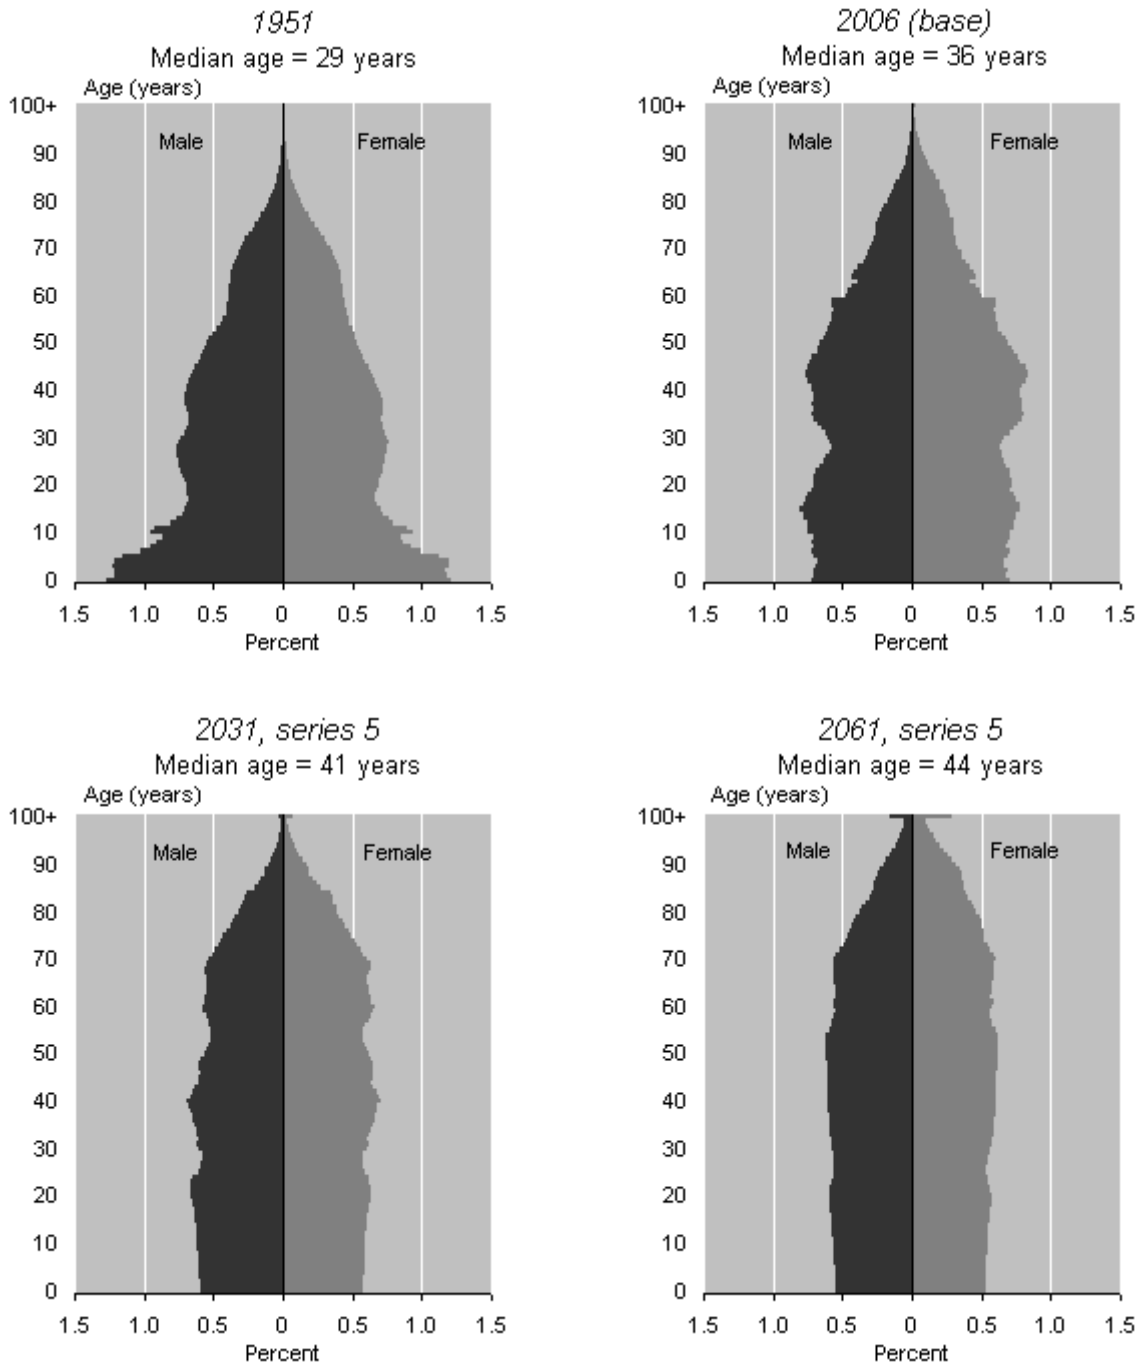 1951
Median age = 29 years
Age (years)
100+
90
80
70
60
50
40
30
20
10
0
Male
Female
1.5 1.0 0.5 0 0.5 1.0 1.5
Percent
2006 (base)
Median age = 36 years
Age (years)
100+
90
80
70
60
50
40
30
20
10
0
Male
Female
1.5 1.0 0.5 0 0.5 1.0 1.5
Percent
2031, series 5
Median age = 41 years
Age (years)
100+
90
80
70
60
50
40
30
20
10
0
Male
Female
1.5 1.0 0.5 0 0.5 1.0 1.5
Percent
2061, series 5
Median age = 44 years
Age (years)
100+
90
80
70
60
50
40
30
20
10
0
Male
Female
1.5 1.0 0.5 0 0.5 1.0 1.5
Percent